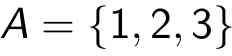 A = {1, 2, 3}